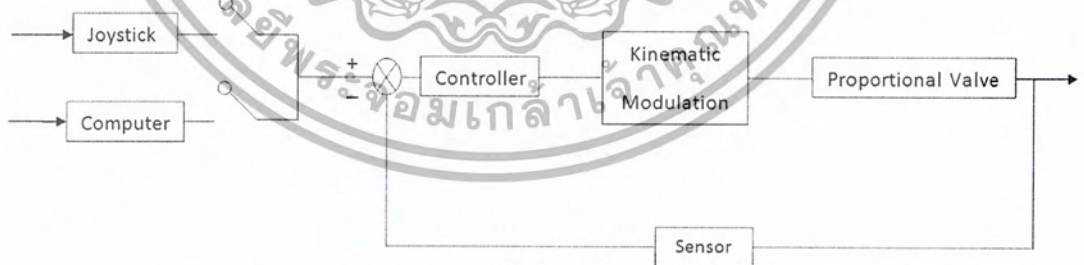 Joystick
Computer
+
−
Controller
Kinematic
Modulation
Proportional Valve
Sensor